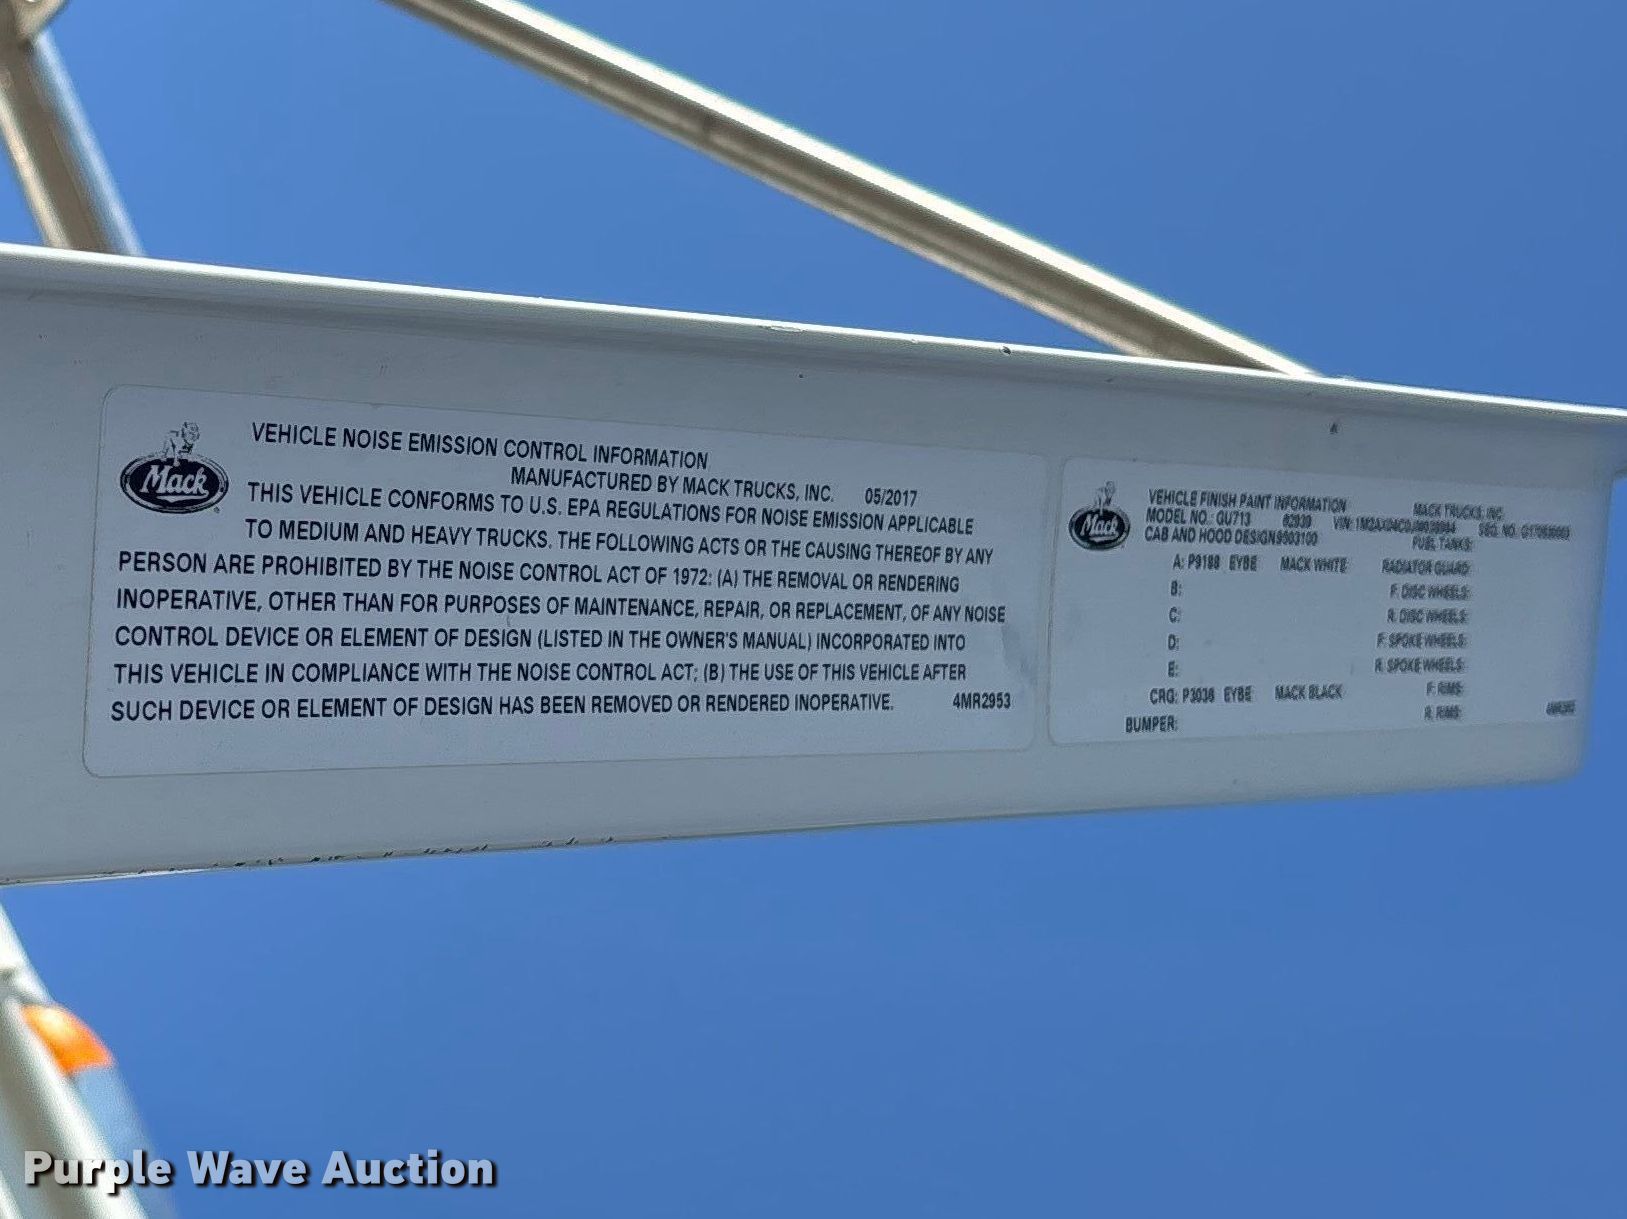 Mack
VEHICLE NOISE EMISSION CONTROL INFORMATION
MANUFACTURED BY MACK TRUCKS, INC. 05/2017
THIS VEHICLE CONFORMS TO U.S. EPA REGULATIONS FOR NOISE EMISSION APPLICABLE
TO MEDIUM AND HEAVY TRUCKS. THE FOLLOWING ACTS OR THE CAUSING THEREOF BY ANY
PERSON ARE PROHIBITED BY THE NOISE CONTROL ACT OF 1972: (A) THE REMOVAL OR RENDERING
INOPERATIVE, OTHER THAN FOR PURPOSES OF MAINTENANCE, REPAIR, OR REPLACEMENT, OF ANY NOISE
CONTROL DEVICE OR ELEMENT OF DESIGN (LISTED IN THE OWNER'S MANUAL) INCORPORATED INTO
THIS VEHICLE IN COMPLIANCE WITH THE NOISE CONTROL ACT; (B) THE USE OF THIS VEHICLE AFTER
SUCH DEVICE OR ELEMENT OF DESIGN HAS BEEN REMOVED OR RENDERED INOPERATIVE. 4MR2953
Mack
VEHICLE FINISH PAINT INFORMATION MACK TRUCKS, INC.
MODEL NO.: GU713 VIN: SEQ. NO.
CAB AND HOOD DESIGN9503100 FUEL TANKS:
A: P9188 EYBE MACK WHITE RADIATOR GUARD:
B: F. DISC WHEELS:
C: R. DISC WHEELS:
D: F. SPOKE WHEELS:
E: R. SPOKE WHEELS:
CRG: P3036 EYBE MACK BLACK F. RIMS:
BUMPER: R. RIMS:
Purple Wave Auction